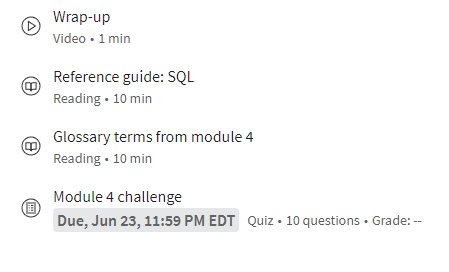 Wrap-up
Video • 1 min
Reference guide: SQL
Reading • 10 min
Glossary terms from module 4
Reading • 10 min
Module 4 challenge
Due, Jun 23, 11:59 PM EDT Quiz • 10 questions • Grade: --